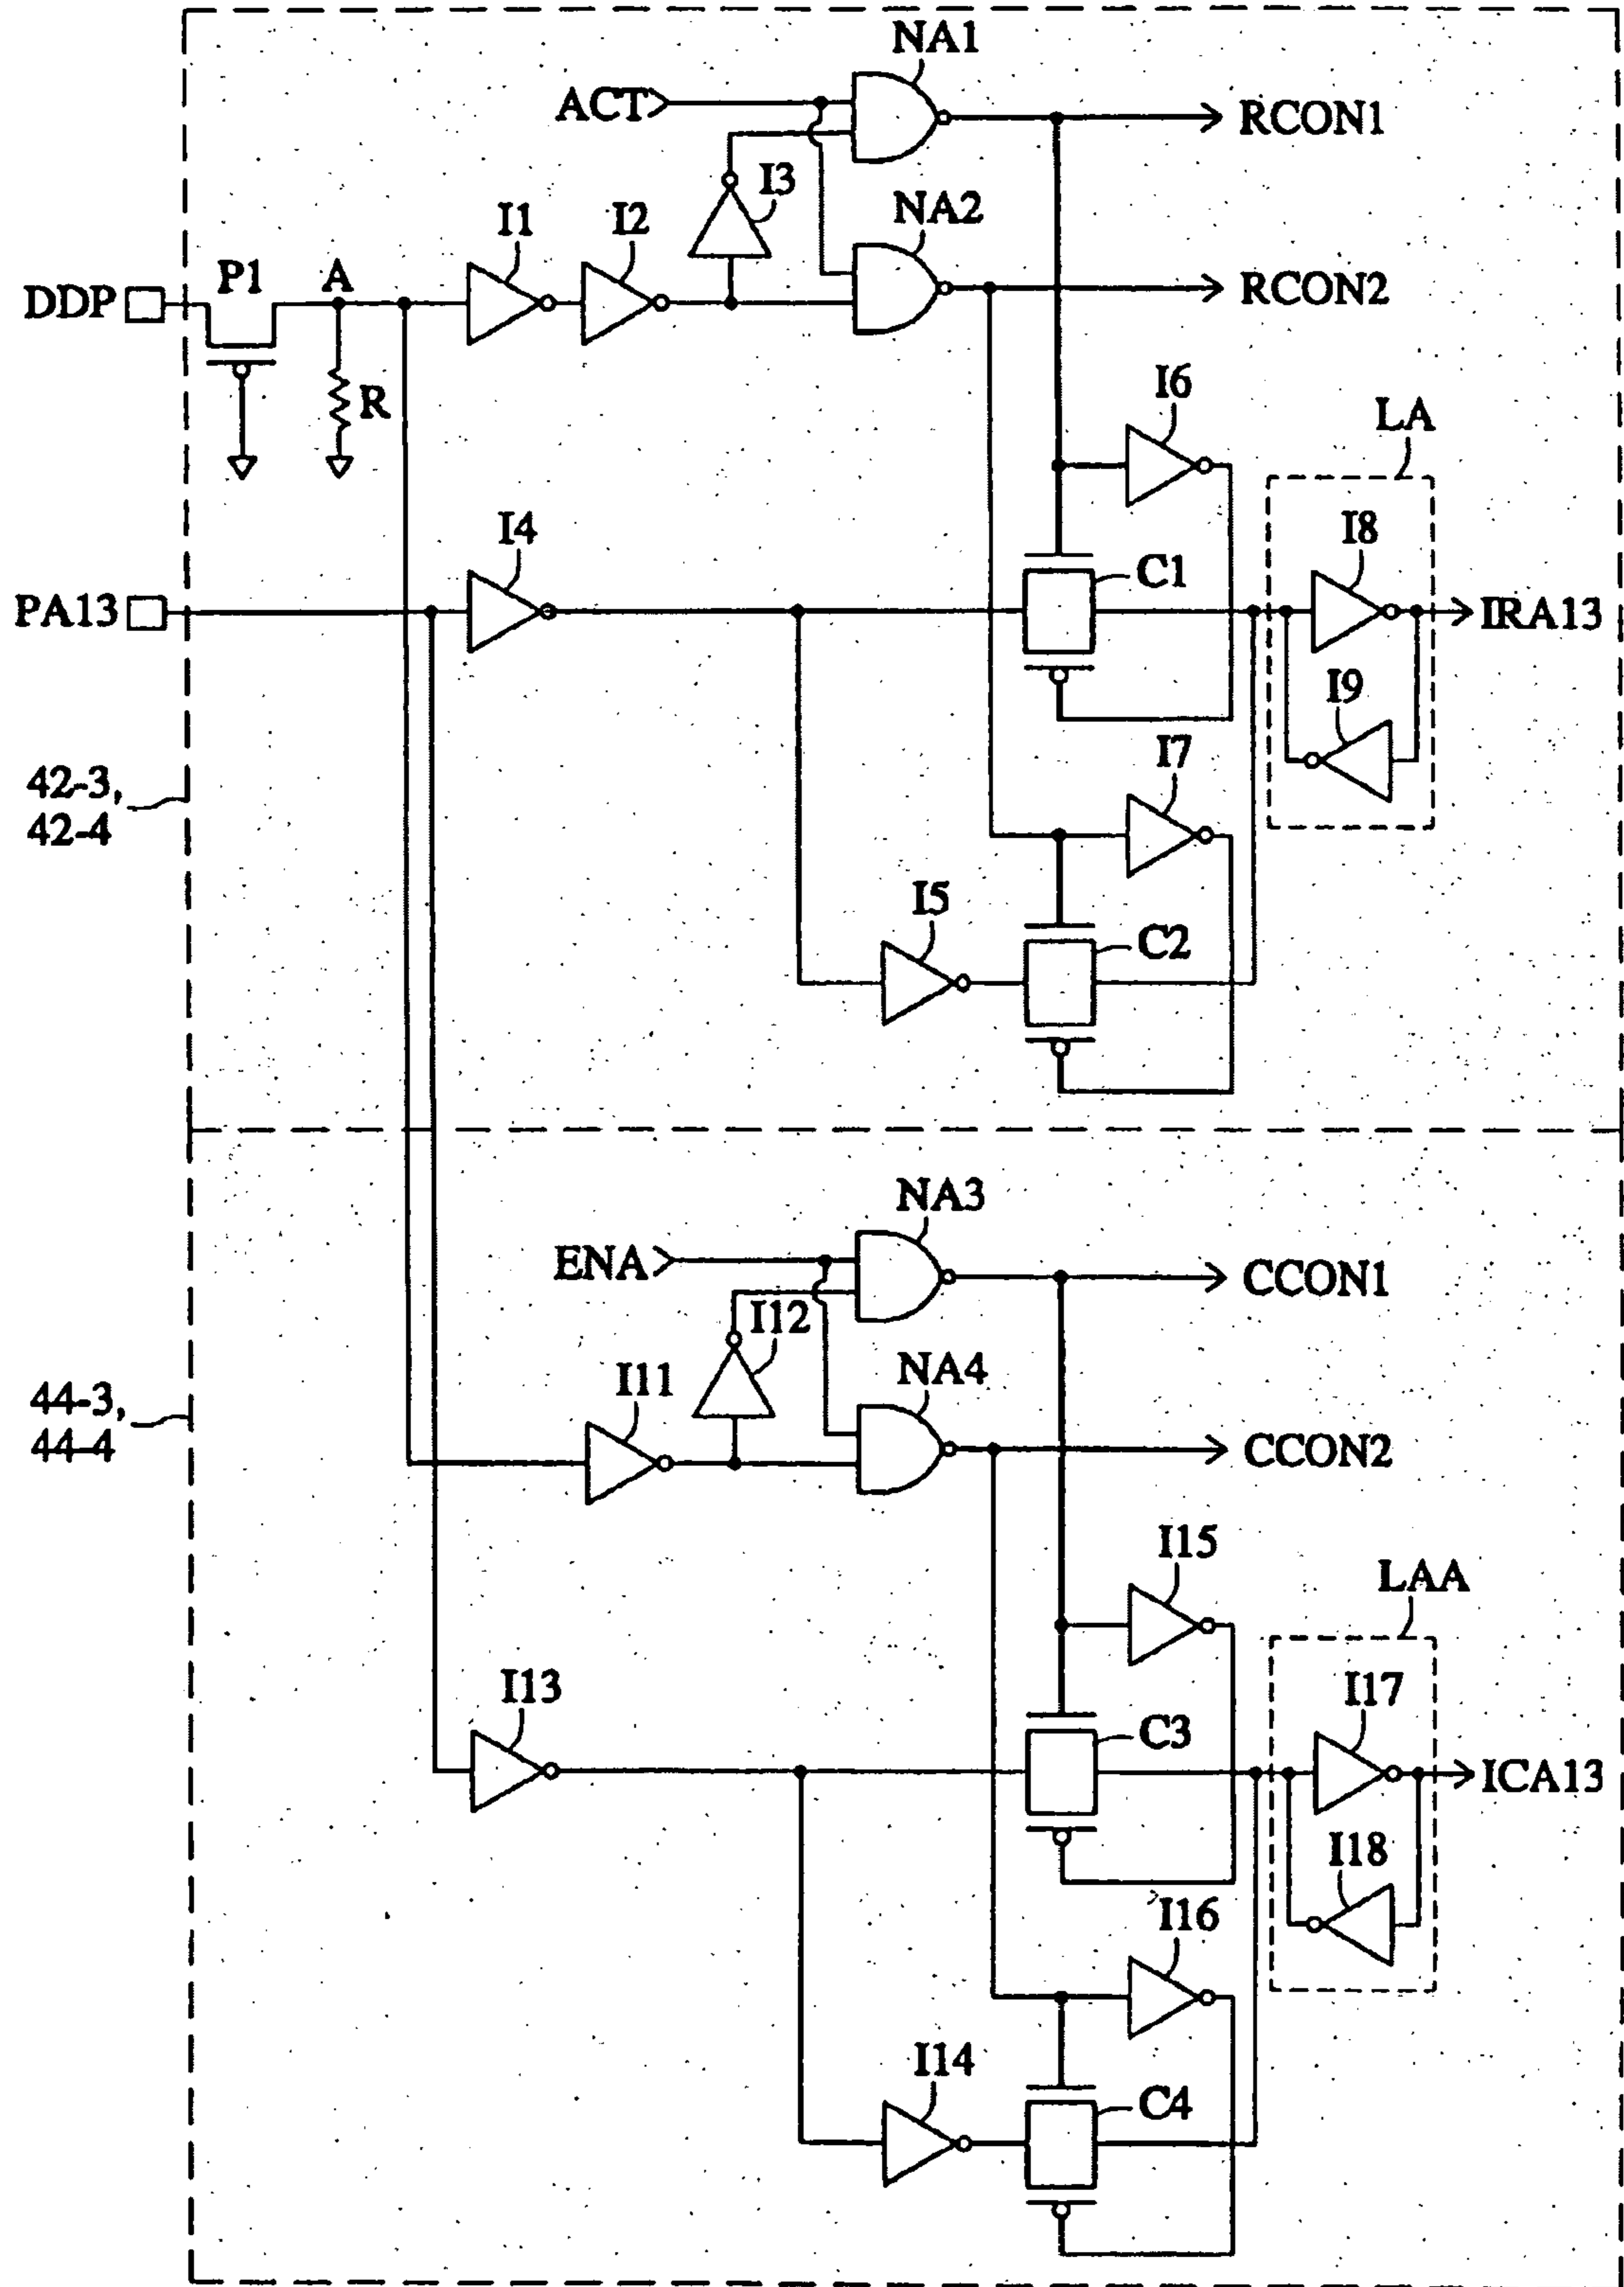 NA1
ACT
RCON1
I3
I1
I2
NA2
P1
A
DDP
RCON2
R
I6
LA
I4
I8
C1
PA13
IRA13
I9
42-3,
42-4
I7
I5
C2
NA3
ENA
CCON1
I12
I11
NA4
44-3,
44-4
CCON2
I15
LAA
I13
I17
C3
ICA13
I18
I16
I14
C4